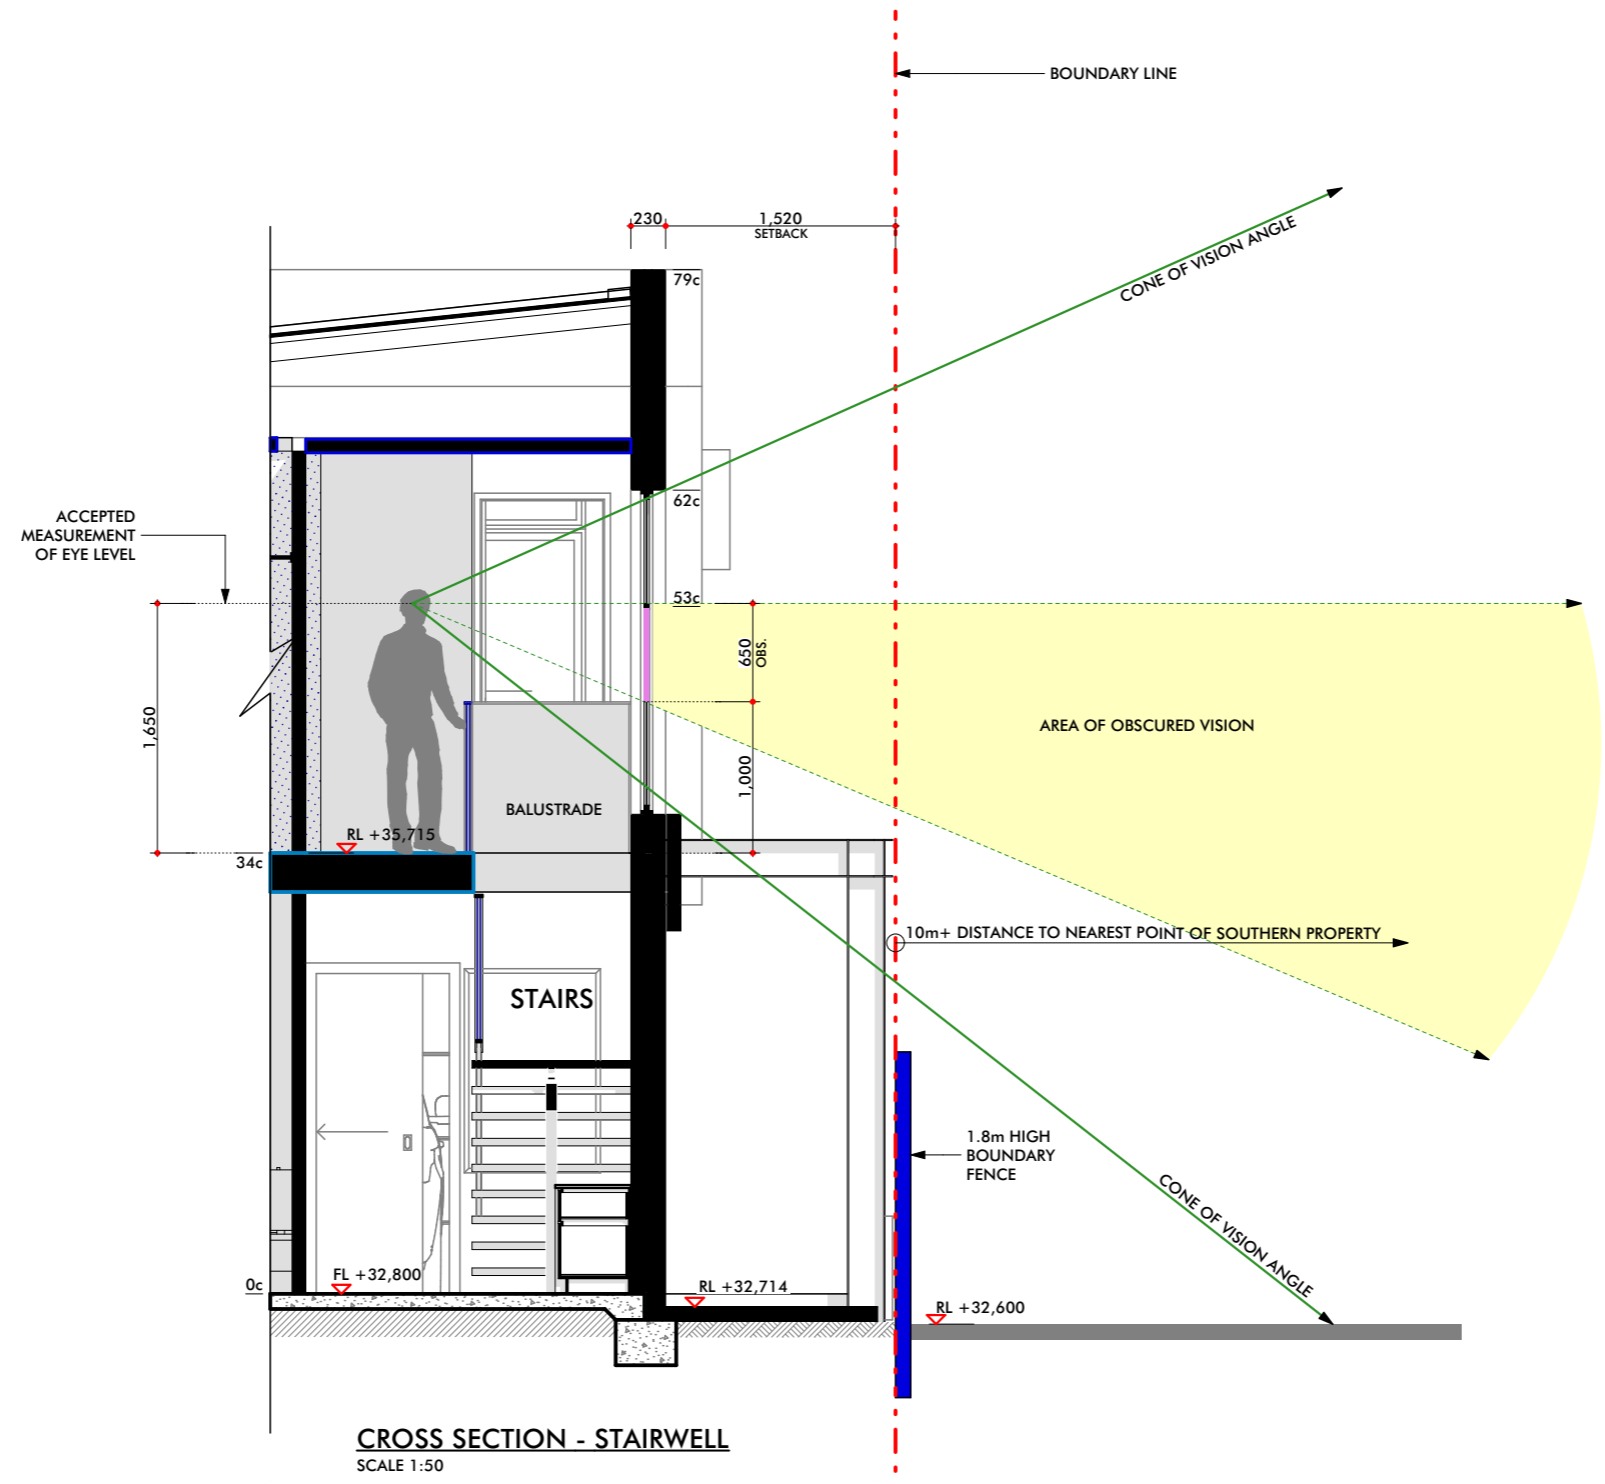 BOUNDARY LINE
CONE OF VISION ANGLE
230
1,520
SETBACK
79c
62c
ACCEPTED
MEASUREMENT
OF EYE LEVEL
53c
650
OBS.
1,650
AREA OF OBSCURED VISION
1,000
BALUSTRADE
RL +35,715
34c
10m+ DISTANCE TO NEAREST POINT OF SOUTHERN PROPERTY
STAIRS
1.8m HIGH
BOUNDARY
FENCE
CONE OF VISION ANGLE
0c
FL +32,800
RL +32,714
RL +32,600
CROSS SECTION - STAIRWELL
SCALE 1:50